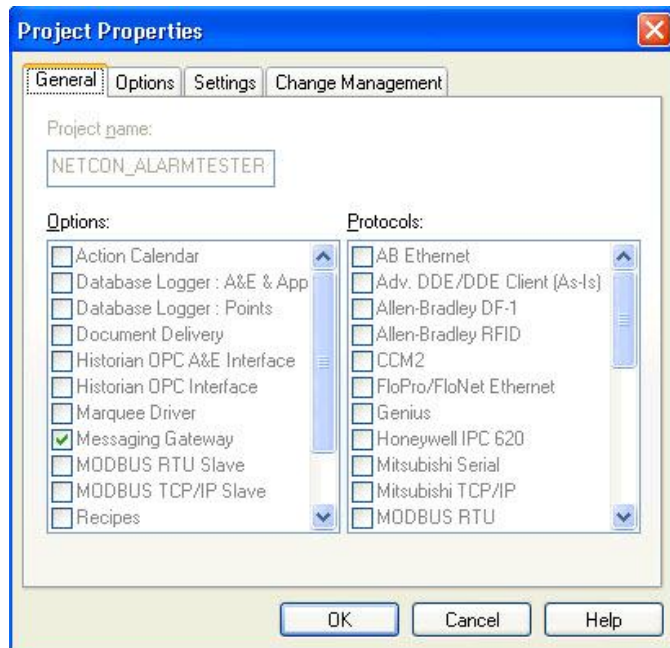 Project Properties
General
Options
Settings
Change Management
Project name:
NETCON_ALARMTESTER
Options:
Action Calendar
Database Logger : A&E & App
Database Logger : Points
Document Delivery
Historian OPC A&E Interface
Historian OPC Interface
Marquee Driver
Messaging Gateway
MODBUS RTU Slave
MODBUS TCP/IP Slave
Recipes
Protocols:
AB Ethernet
Adv. DDE/DDE Client (As-Is)
Allen-Bradley DF-1
Allen-Bradley RFID
CCM2
FloPro/FloNet Ethernet
Genius
Honeywell IPC 620
Mitsubishi Serial
Mitsubishi TCP/IP
MODBUS RTU
OK
Cancel
Help